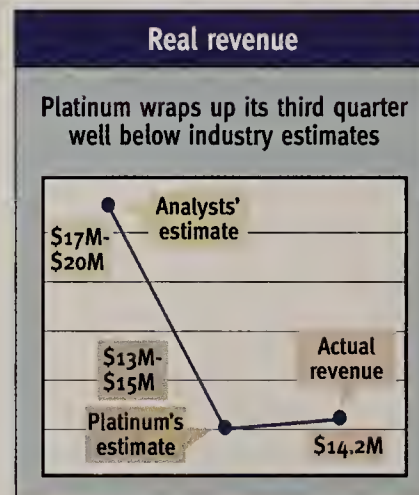 Real revenue
Platinum wraps up its third quarter
well below industry estimates
Analysts'
estimate
$17M-
$20M
$13M-
$15M
Actual
revenue
Platinum's
estimate
$14.2M